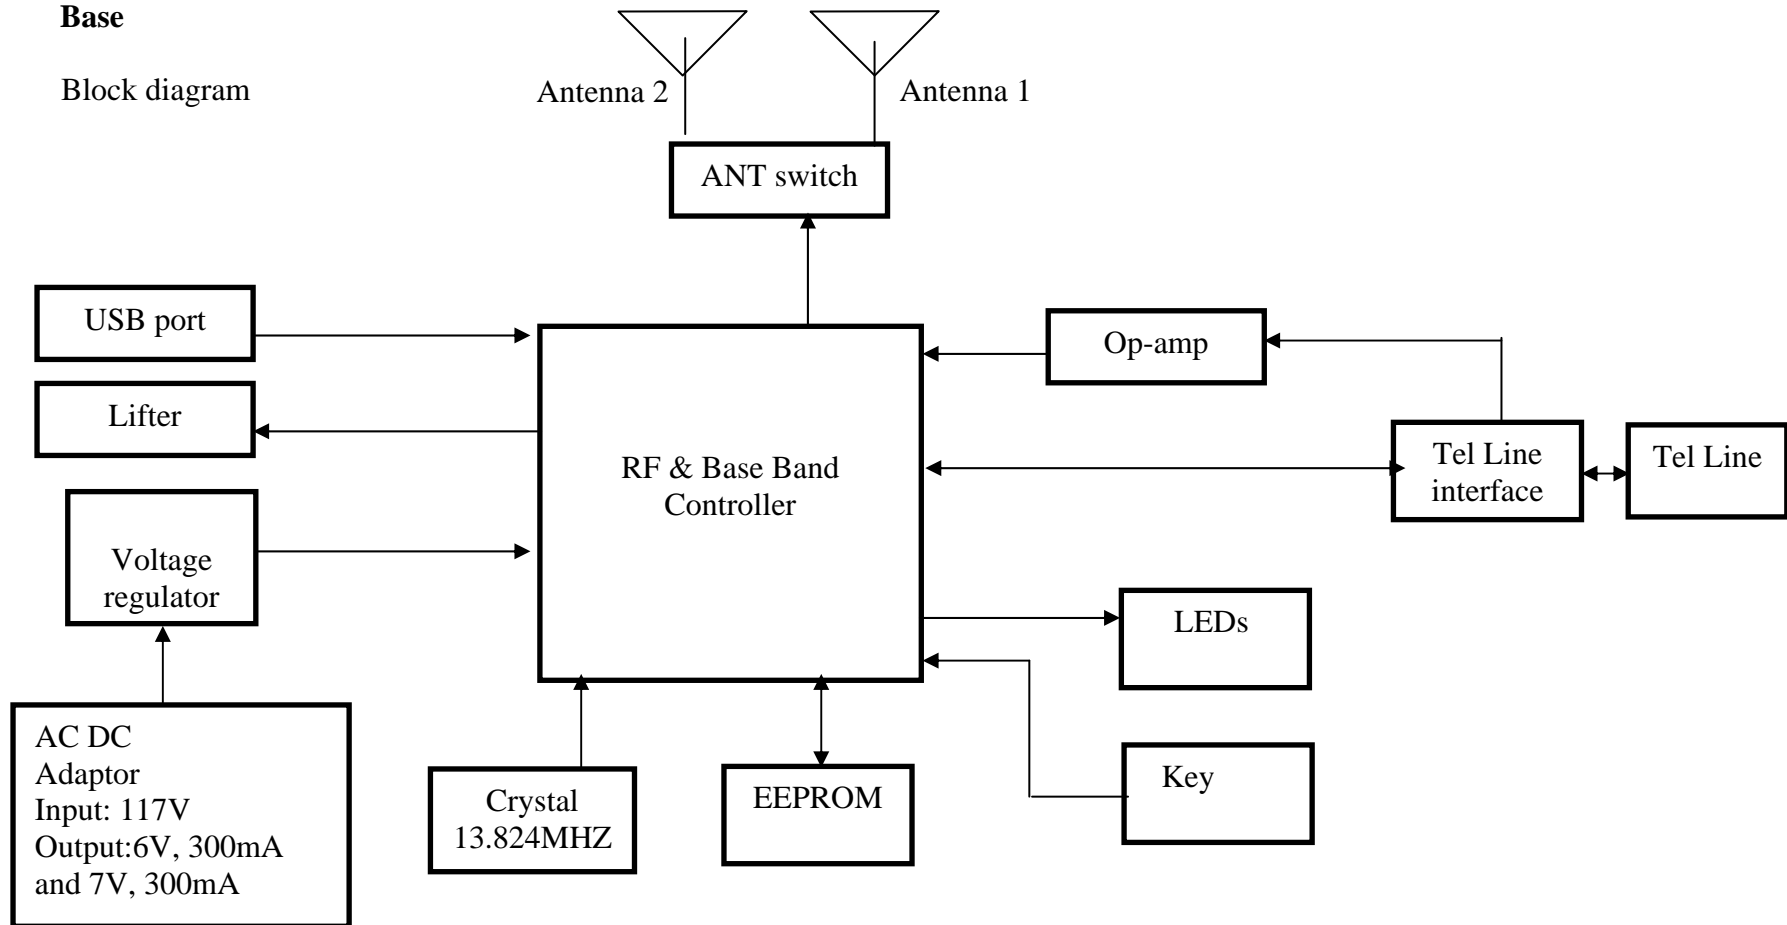 Base
Block diagram
Antenna 2
Antenna 1
ANT switch
USB port
Op-amp
Lifter
RF & Base Band
Controller
Tel Line
interface
Tel Line
Voltage
regulator
LEDs
AC DC
Adaptor
Input: 117V
Output:6V, 300mA
and 7V, 300mA
Crystal
13.824MHZ
EEPROM
Key